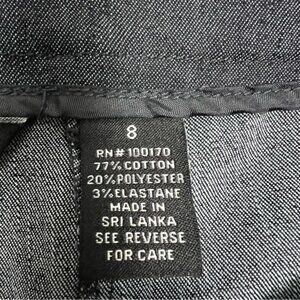 8
RN#100170
77%COTTON
20%POLYESTER
3%ELASTANE
MADE IN
SRI LANKA
SEE REVERSE
FOR CARE